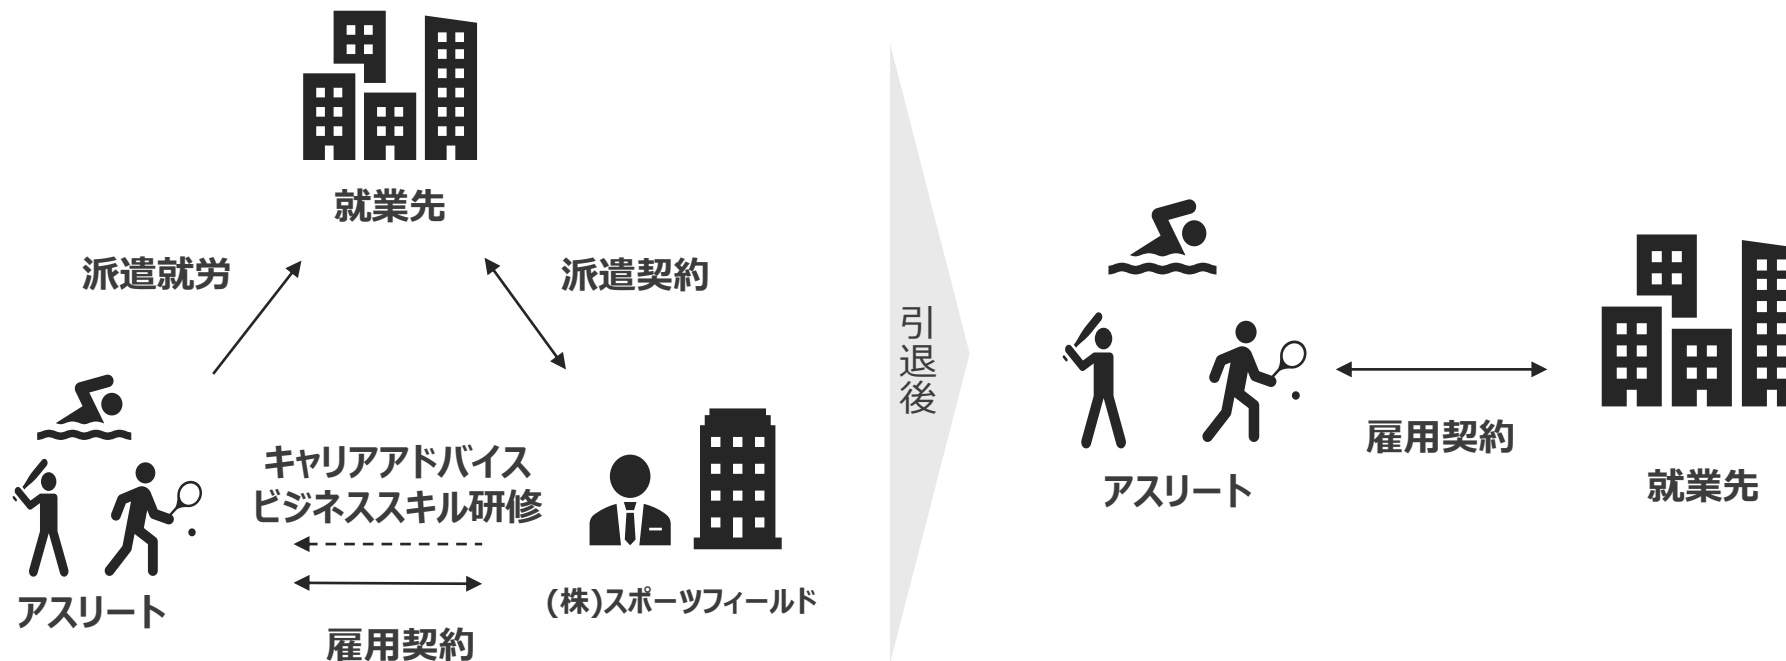 就業先
派遣就労
派遣契約
キャリアアドバイス
ビジネススキル研修
アスリート
(株)スポーツフィールド
雇用契約
引退後
アスリート
雇用契約
就業先